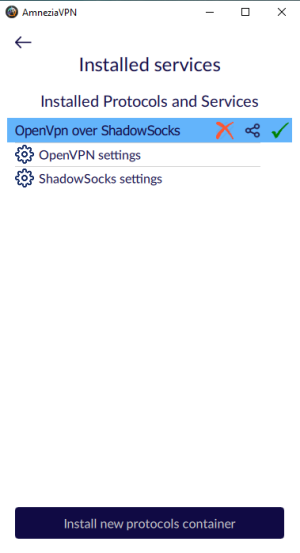 AmneziaVPN
Installed services
Installed Protocols and Services
OpenVpn over ShadowSocks
OpenVPN settings
ShadowSocks settings
Install new protocols container